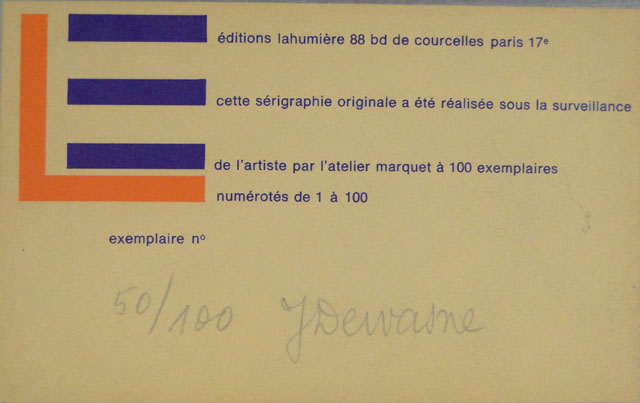 éditions lahumière 88 bd de courcelles paris 17e
cette sérigraphie originale a été réalisée sous la surveillance
de l'artiste par l'atelier marquet à 100 exemplaires
numérotés de 1 à 100
exemplaire nº
50/100 JDewasne